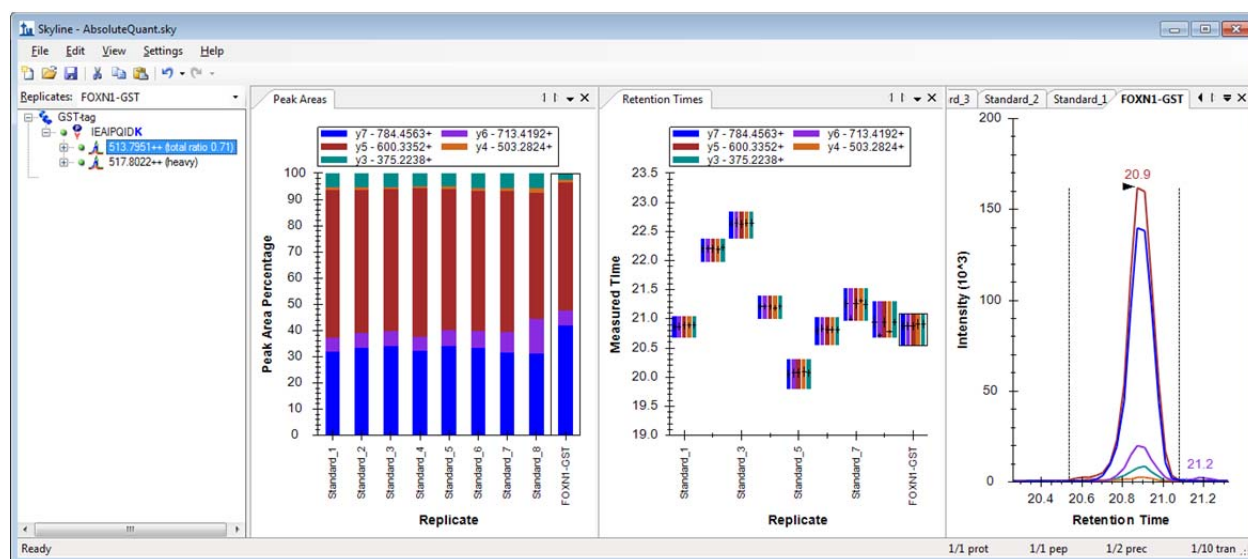 Skyline - AbsoluteQuant.sky
File Edit View Settings Help
Replicates: FOXN1-GST
GST-tag
IEAIPQIDK
513.7951++ (total ratio 0.71)
517.8022++ (heavy)
Peak Areas
y7 - 784.4563+ y6 - 713.4192+
y5 - 600.3352+ y4 - 503.2824+
y3 - 375.2238+
Peak Area Percentage
100
90
80
70
60
50
40
30
20
10
0
Standard_1
Standard_2
Standard_3
Standard_4
Standard_5
Standard_6
Standard_7
Standard_8
FOXN1-GST
Replicate
Retention Times
y7 - 784.4563+ y6 - 713.4192+
y5 - 600.3352+ y4 - 503.2824+
y3 - 375.2238+
Measured Time
23.5
23.0
22.5
22.0
21.5
21.0
20.5
20.0
19.5
19.0
Standard_1
Standard_3
Standard_5
Standard_7
FOXN1-GST
Replicate
rd_3 Standard_2 Standard_1 FOXN1-GST
Intensity (10^3)
200
150
100
50
0
20.9
21.2
20.4 20.6 20.8 21.0 21.2
Retention Time
Ready 1/1 prot 1/1 pep 1/2 prec 1/10 tran